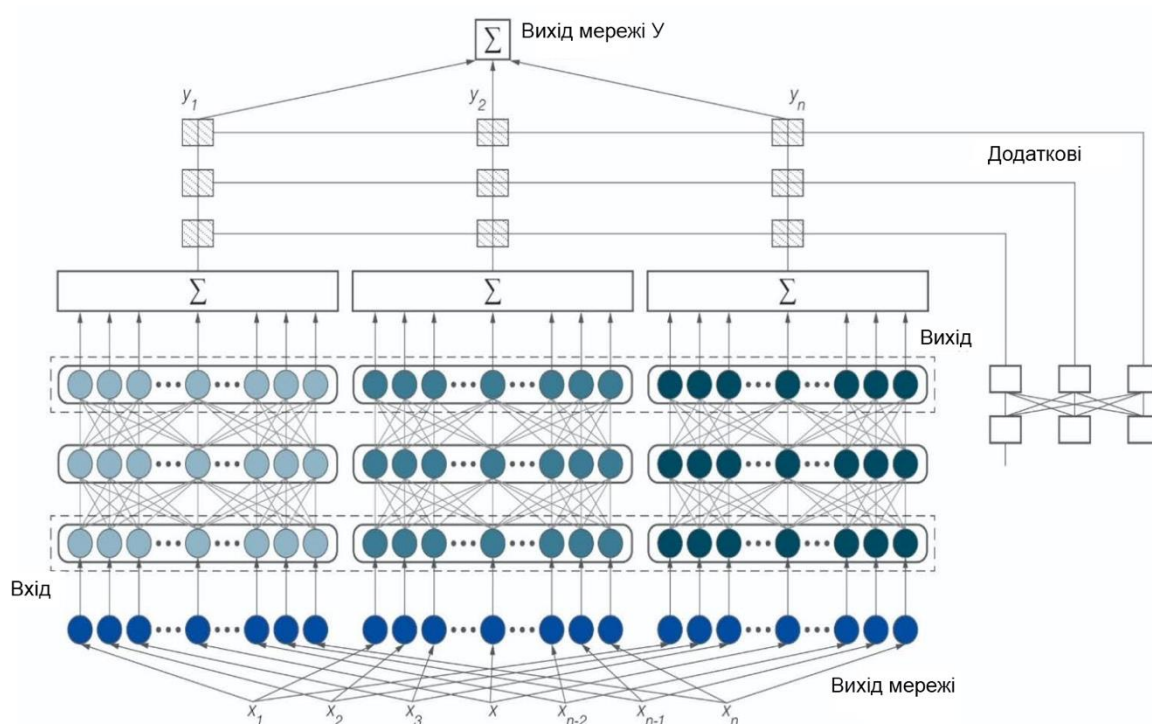 Вихід мережі У
Σ
y1 y2 yn
Додаткові
Σ Σ Σ
Вихід
Вхід
Вихід мережі
x1 x2 x3 x xn-2 xn-1 xn